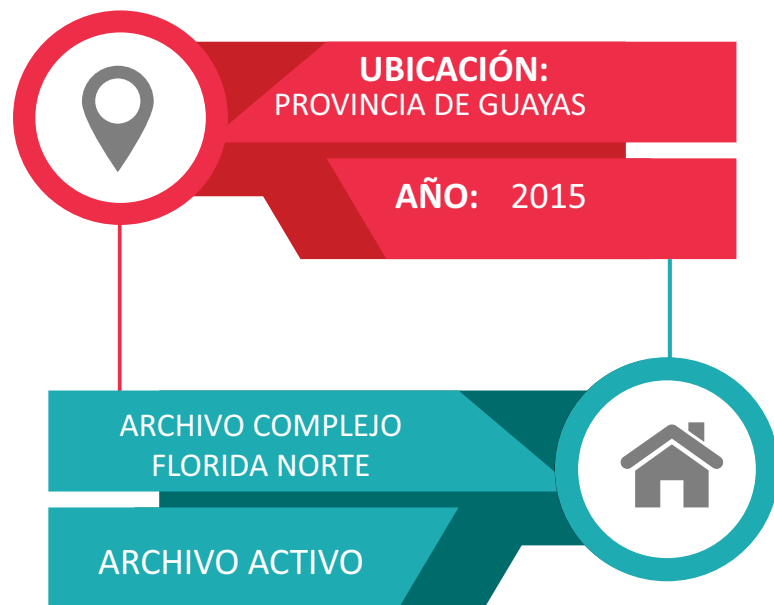 UBICACIÓN:
PROVINCIA DE GUAYAS
AÑO: 2015
ARCHIVO COMPLEJO
FLORIDA NORTE
ARCHIVO ACTIVO